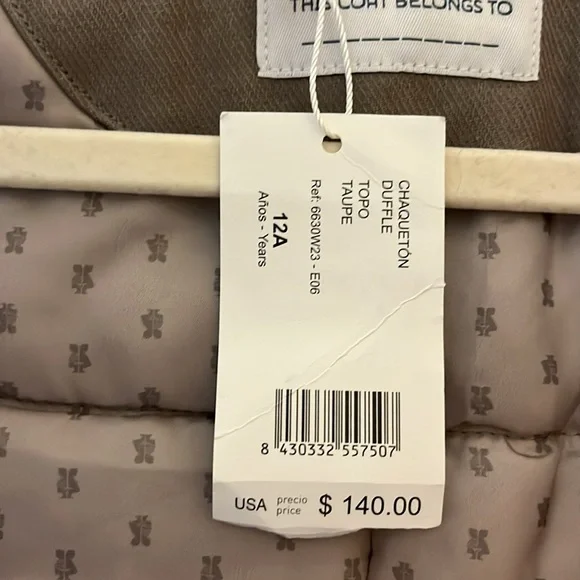 THIS COAT BELONGS TO
CHAQUETÓN
DUFFLE
TOPO
TAUPE
Ref: 6630W23 - E06
12A
Años - Years
8 430332 557507
USA precio price $ 140.00